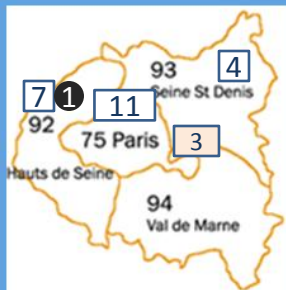 93
4
Seine St Denis
7
1
11
92
75 Paris
3
Hauts de Seine
94
Val de Marne